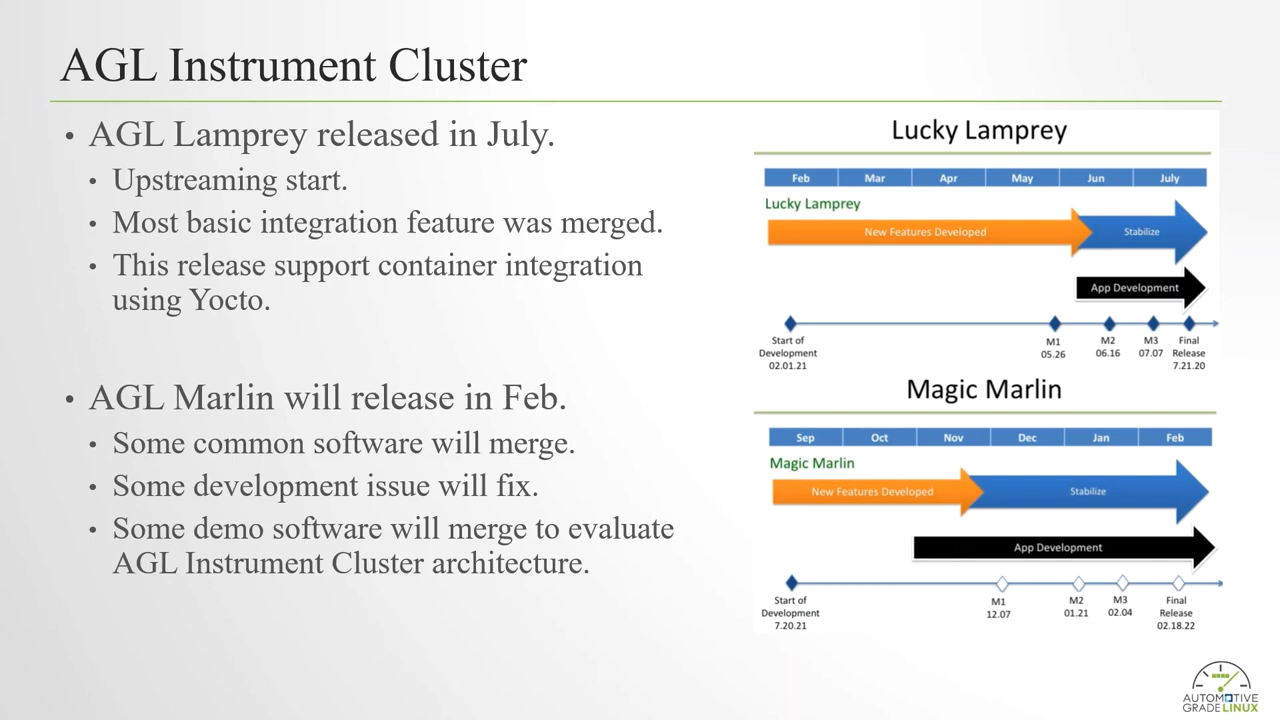 AGL Instrument Cluster
• AGL Lamprey released in July.
• Upstreaming start.
• Most basic integration feature was merged.
• This release support container integration
using Yocto.
• AGL Marlin will release in Feb.
• Some common software will merge.
• Some development issue will fix.
• Some demo software will merge to evaluate
AGL Instrument Cluster architecture.
Lucky Lamprey
Feb Mar Apr May Jun July
Lucky Lamprey
New Features Developed Stabilize
App Development
Start of Development 02.01.21
M1 05.26
M2 06.16
M3 07.07
Final Release 7.21.20
Magic Marlin
Sep Oct Nov Dec Jan Feb
Magic Marlin
New Features Developed Stabilize
App Development
Start of Development 7.20.21
M1 12.07
M2 01.21
M3 02.04
Final Release 02.18.22
AUTOMOTIVE
GRADELINUX